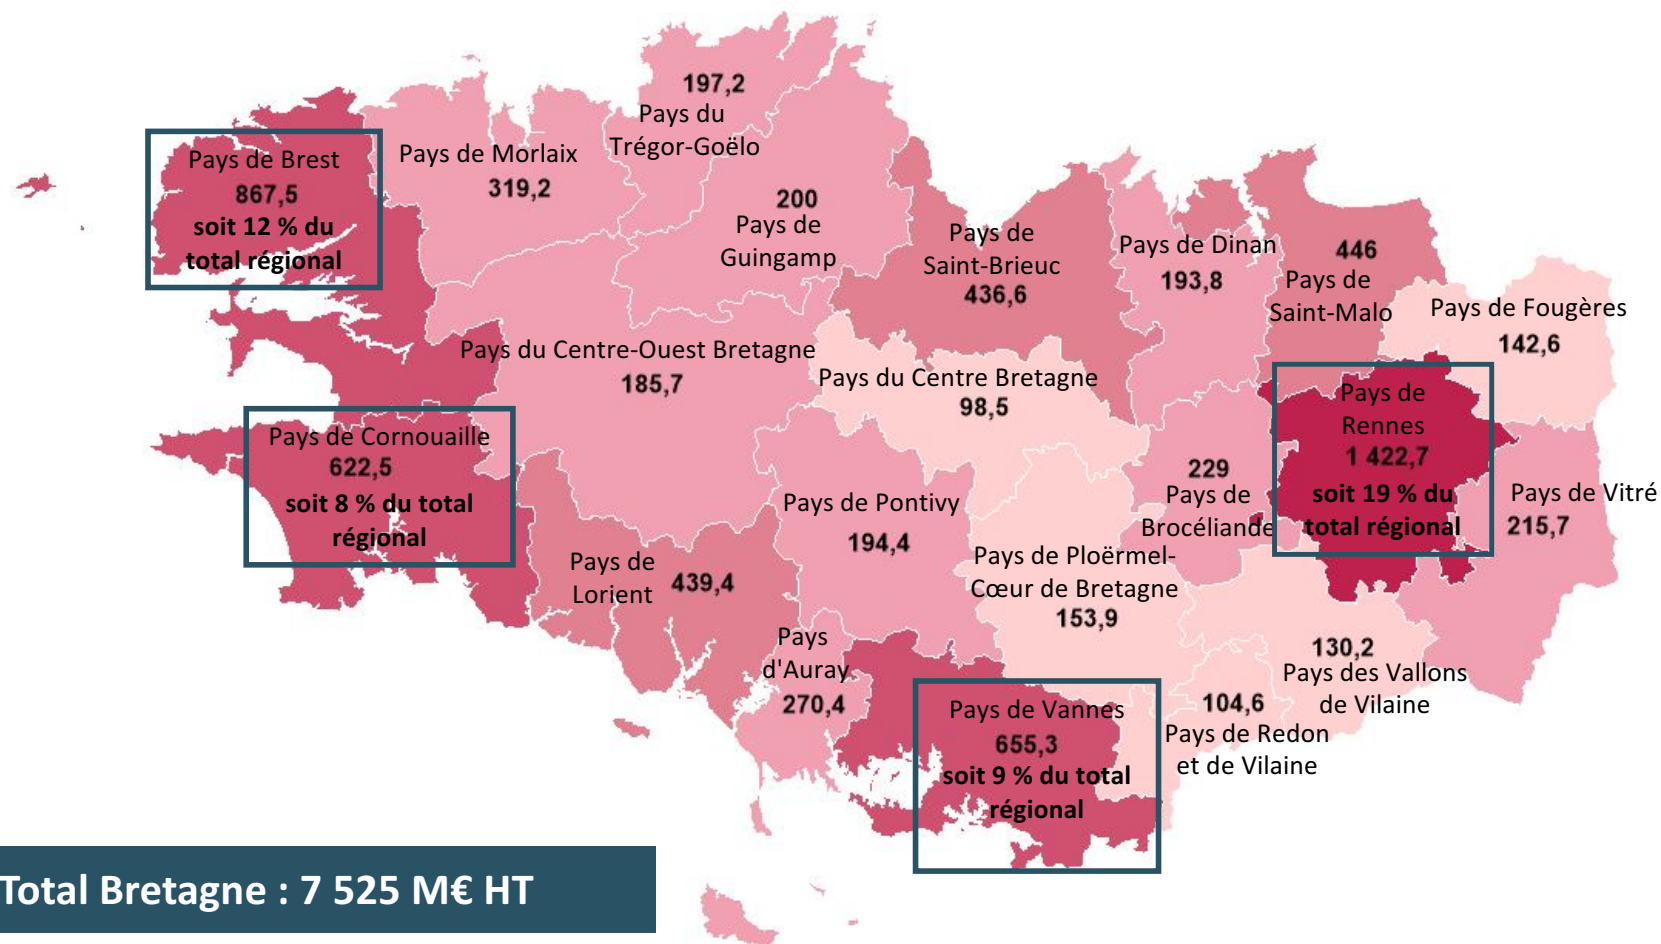 197,2
Pays du
Trégor-Goëlo
Pays de Brest
867,5
soit 12 % du
total régional
Pays de Morlaix
319,2
200
Pays de
Guingamp
Pays de
Saint-Brieuc
436,6
Pays de Dinan
193,8
446
Pays de
Saint-Malo
Pays de Fougères
142,6
Pays du Centre-Ouest Bretagne
185,7
Pays du Centre Bretagne
98,5
Pays de
Rennes
1 422,7
soit 19 % du
total régional
Pays de Cornouaille
622,5
soit 8 % du total
régional
Pays de Pontivy
194,4
229
Pays de
Brocéliande
Pays de Vitré
215,7
Pays de
Lorient
439,4
Pays de Ploërmel-
Cœur de Bretagne
153,9
Pays
d'Auray
270,4
130,2
Pays des Vallons
de Vilaine
Pays de Vannes
655,3
soit 9 % du total
régional
104,6
Pays de Redon
et de Vilaine
Total Bretagne : 7 525 M€ HT